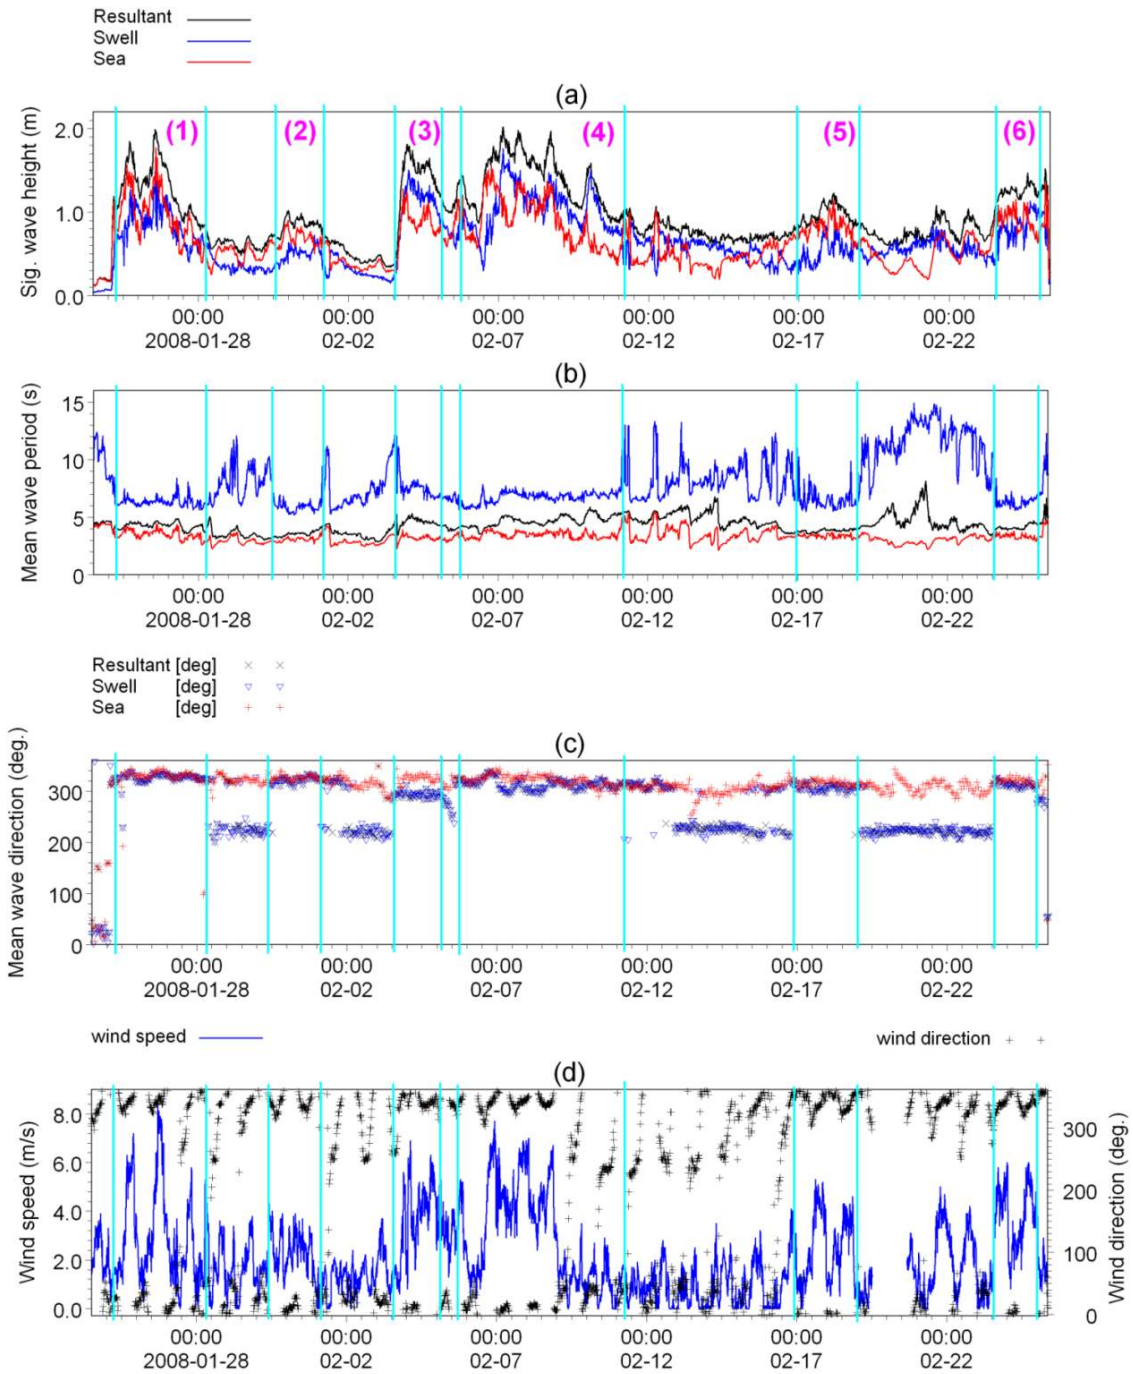 Resultant
Swell
Sea
(a)
Sig. wave height (m)
2.0
1.0
0.0
(1) (2) (3) (4) (5) (6)
00:00 00:00 00:00 00:00 00:00 00:00
2008-01-28 02-02 02-07 02-12 02-17 02-22
(b)
Mean wave period (s)
15
10
5
0
00:00 00:00 00:00 00:00 00:00 00:00
2008-01-28 02-02 02-07 02-12 02-17 02-22
Resultant [deg]
Swell [deg]
Sea [deg]
(c)
Mean wave direction (deg.)
300
200
100
0
00:00 00:00 00:00 00:00 00:00 00:00
2008-01-28 02-02 02-07 02-12 02-17 02-22
wind speed wind direction
(d)
Wind speed (m/s)
8.0
6.0
4.0
2.0
0.0
300
200
100
0
Wind direction (deg.)
00:00 00:00 00:00 00:00 00:00 00:00
2008-01-28 02-02 02-07 02-12 02-17 02-22